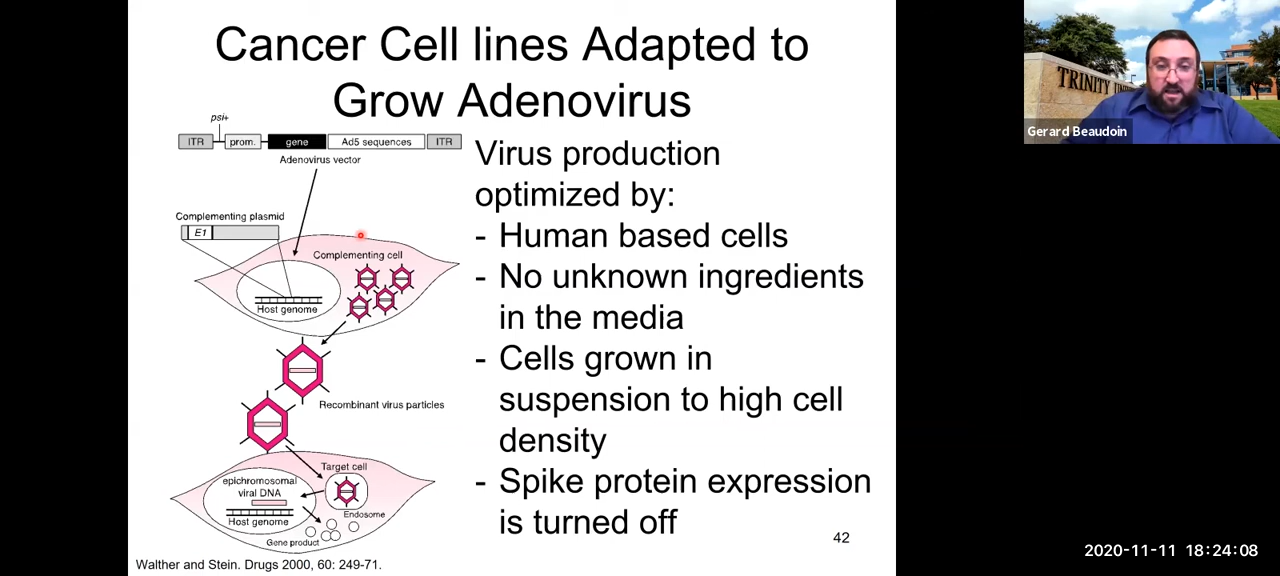 Cancer Cell lines Adapted to
Grow Adenovirus
psi+
ITR
prom.
gene
Ad5 sequences
ITR
Adenovirus vector
Complementing plasmid
E1
Complementing cell
Host genome
Recombinant virus particles
Target cell
epichromosomal
viral DNA
Host genome
Endosome
Gene product
Walther and Stein. Drugs 2000, 60: 249-71.
Virus production
optimized by:
- Human based cells
- No unknown ingredients
in the media
- Cells grown in
suspension to high cell
density
- Spike protein expression
is turned off
42
TRINITY UNI
Gerard Beaudoin
2020-11-11 18:24:08